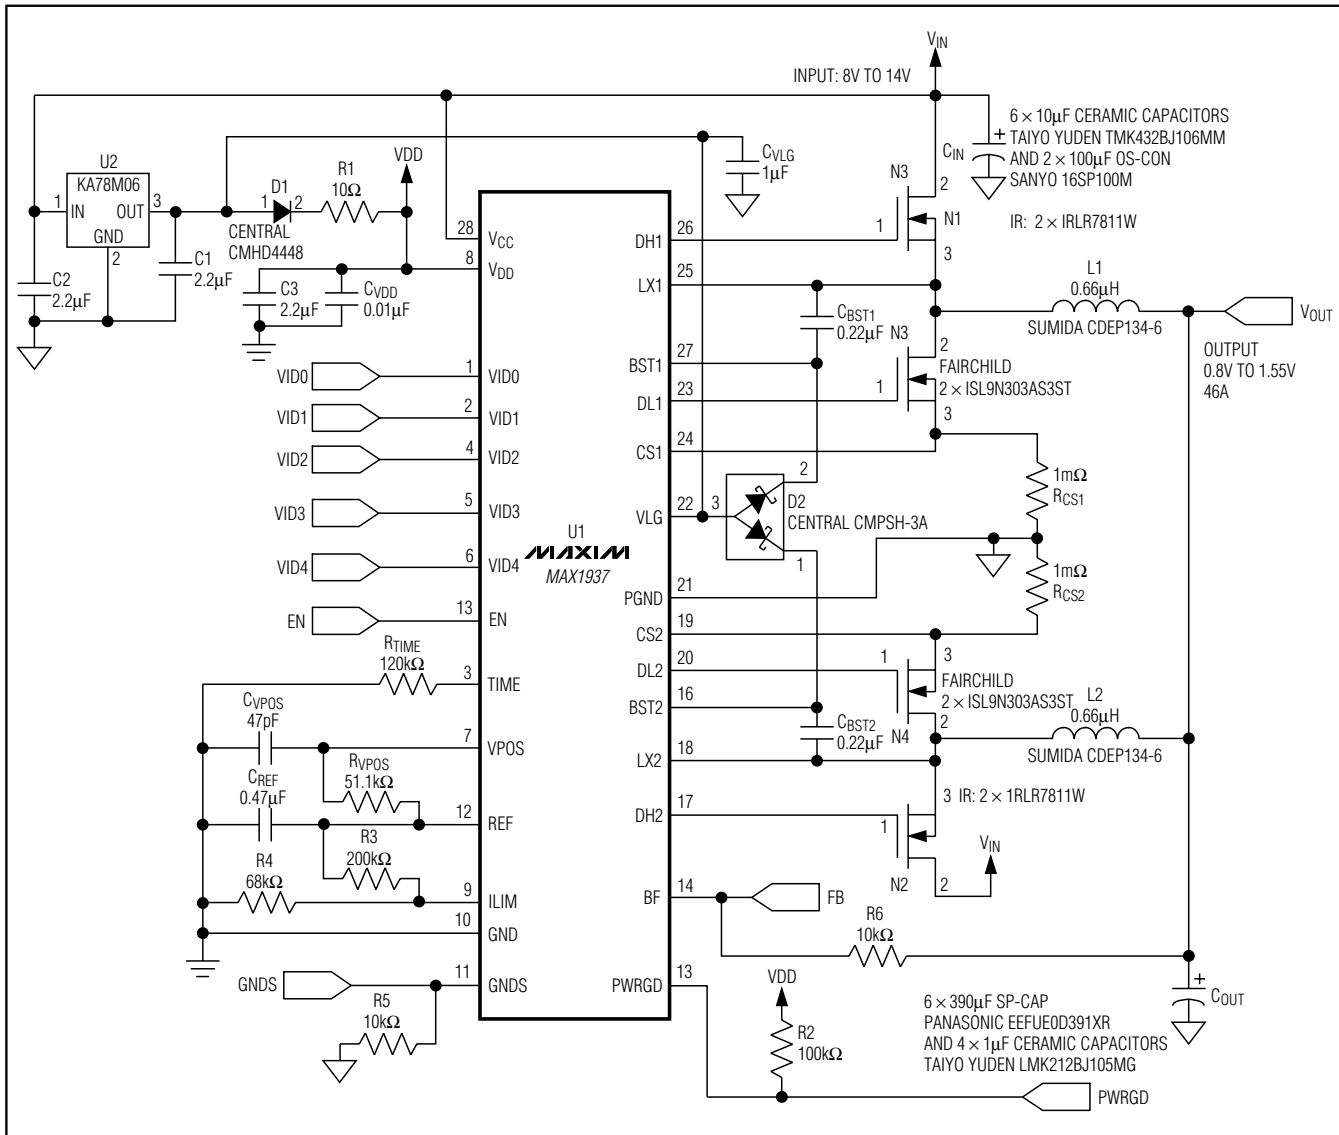 VIN
INPUT: 8V TO 14V
6 × 10µF CERAMIC CAPACITORS
TAIYO YUDEN TMK432BJ106MM
AND 2 × 100µF OS-CON
SANYO 16SP100M
CIN
+
U2
KA78M06
1
IN
OUT
3
GND
2
D1
1
2
CENTRAL
CMHD4448
R1
10Ω
VDD
CVLG
1µF
C1
2.2µF
C2
2.2µF
C3
2.2µF
CVDD
0.01µF
28
VCC
8
VDD
N3
2
1
N1
3
IR: 2 × IRLR7811W
26
DH1
25
LX1
CBST1
0.22µF
L1
0.66µH
SUMIDA CDEP134-6
VOUT
OUTPUT
0.8V TO 1.55V
46A
N3
2
1
FAIRCHILD
2 × ISL9N303AS3ST
3
27
BST1
23
DL1
24
CS1
VID0
1
VID0
VID1
2
VID1
VID2
4
VID2
VID3
5
VID3
VID4
6
VID4
EN
13
EN
U1
MAXIM
MAX1937
22
VLG
3
2
D2
CENTRAL CMPSH-3A
1
1mΩ
RCS1
1mΩ
RCS2
21
PGND
19
CS2
20
DL2
16
BST2
18
LX2
17
DH2
1
3
FAIRCHILD
2 × ISL9N303AS3ST
2
N4
CBST2
0.22µF
L2
0.66µH
SUMIDA CDEP134-6
3
IR: 2 × 1RLR7811W
1
N2
2
VIN
RTIME
120kΩ
3
TIME
CVPOS
47pF
7
VPOS
RVPOS
51.1kΩ
CREF
0.47µF
12
REF
R3
200kΩ
R4
68kΩ
9
ILIM
10
GND
GNDS
11
GNDS
R5
10kΩ
14
BF
FB
R6
10kΩ
13
PWRGD
VDD
R2
100kΩ
PWRGD
+
COUT
6 × 390µF SP-CAP
PANASONIC EEFUE0D391XR
AND 4 × 1µF CERAMIC CAPACITORS
TAIYO YUDEN LMK212BJ105MG